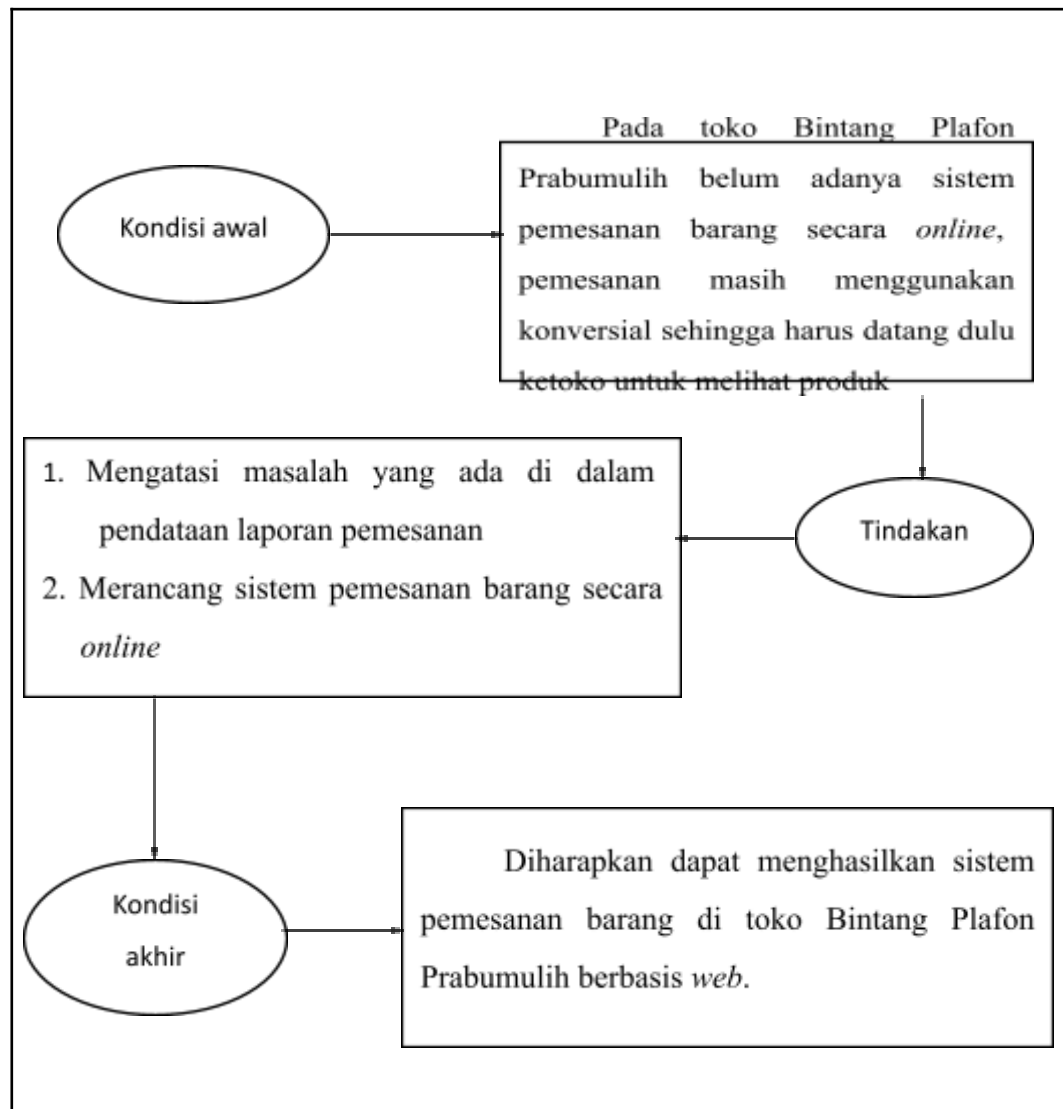 Kondisi awal
Pada toko Bintang Plafon
Prabumulih belum adanya sistem
pemesanan barang secara online,
pemesanan masih menggunakan
konversial sehingga harus datang dulu
ketoko untuk melihat produk
Tindakan
1. Mengatasi masalah yang ada di dalam
pendataan laporan pemesanan
2. Merancang sistem pemesanan barang secara
online
Kondisi
akhir
Diharapkan dapat menghasilkan sistem
pemesanan barang di toko Bintang Plafon
Prabumulih berbasis web.